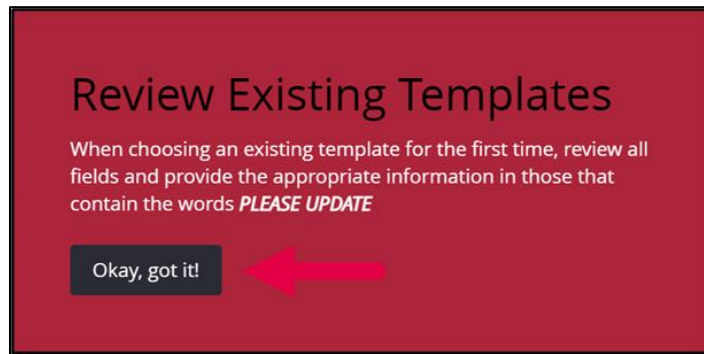 Review Existing Templates
When choosing an existing template for the first time, review all
fields and provide the appropriate information in those that
contain the words PLEASE UPDATE
Okay, got it!